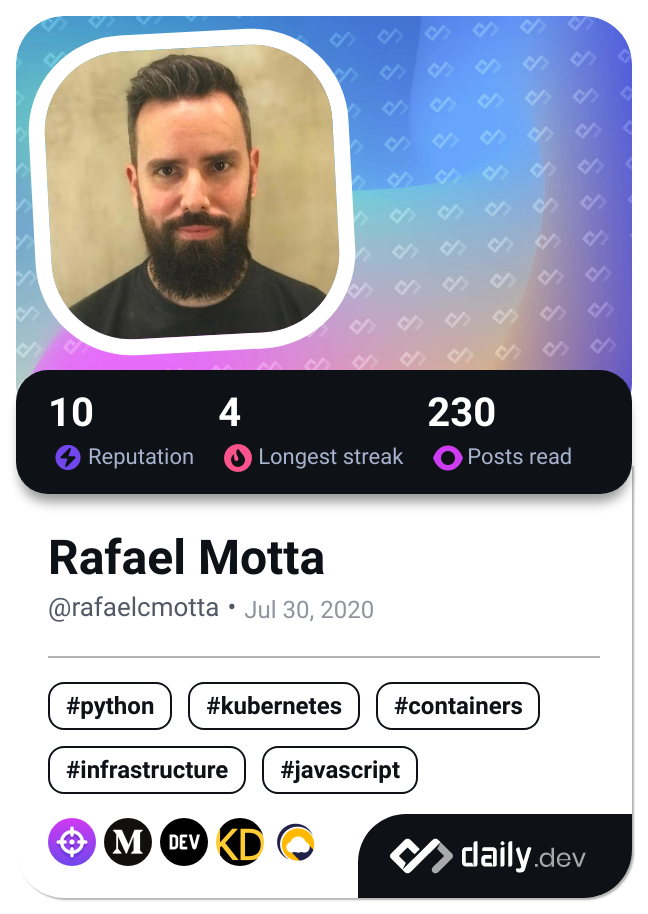 10 4 230
Reputation Longest streak Posts read
Rafael Motta
@rafaelcmotta • Jul 30, 2020
#python #kubernetes #containers
#infrastructure #javascript
M DEV KD
daily.dev